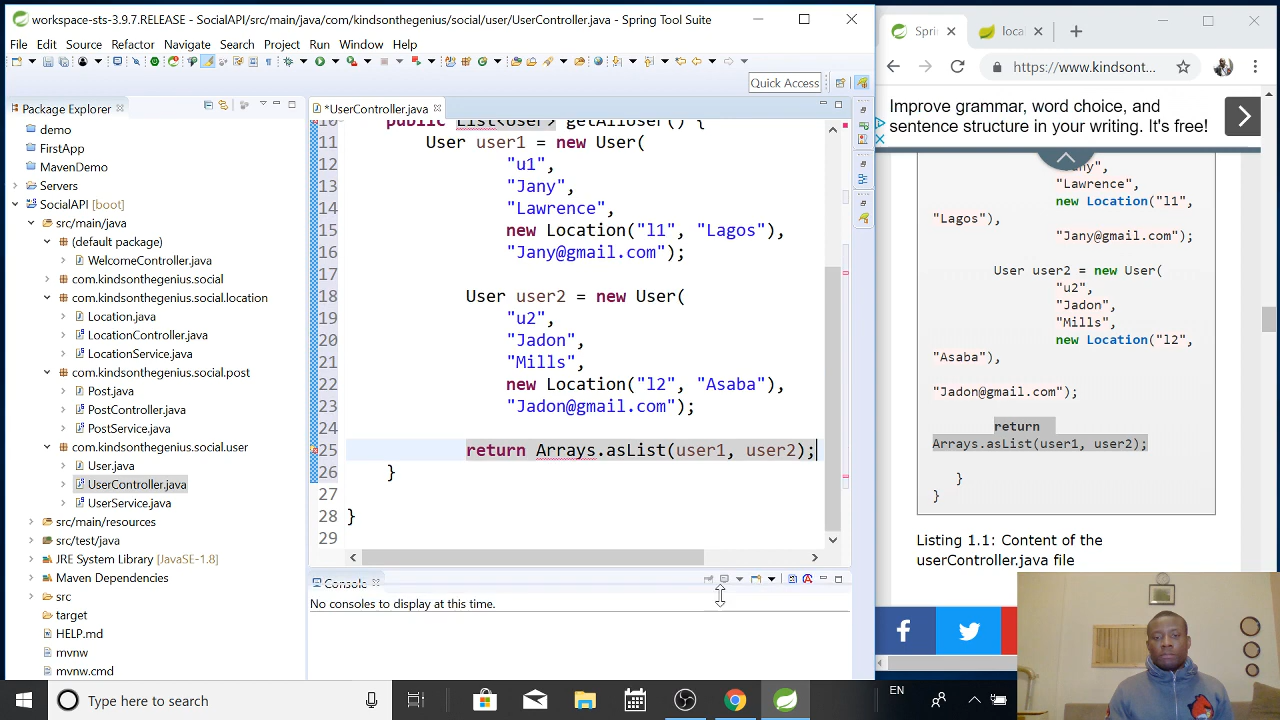 workspace-sts-3.9.7.RELEASE - SocialAPI/src/main/java/com/kindsonthegenius/social/user/UserController.java - Spring Tool Suite
File Edit Source Refactor Navigate Search Project Run Window Help
Quick Access
Package Explorer
demo
FirstApp
MavenDemo
Servers
SocialAPI [boot]
src/main/java
(default package)
WelcomeController.java
com.kindsonthegenius.social
com.kindsonthegenius.social.location
Location.java
LocationController.java
LocationService.java
com.kindsonthegenius.social.post
Post.java
PostController.java
PostService.java
com.kindsonthegenius.social.user
User.java
UserController.java
UserService.java
src/main/resources
src/test/java
JRE System Library [JavaSE-1.8]
Maven Dependencies
src
target
HELP.md
mvnw
mvnw.cmd
*UserController.java
10 public List<User> getAllUser() {
11 User user1 = new User(
12 "u1",
13 "Jany",
14 "Lawrence",
15 new Location("l1", "Lagos"),
16 "Jany@gmail.com");
17
18 User user2 = new User(
19 "u2",
20 "Jadon",
21 "Mills",
22 new Location("l2", "Asaba"),
23 "Jadon@gmail.com");
24
25 return Arrays.asList(user1, user2);
26 }
27
28 }
29
Console
No consoles to display at this time.
Sprin
local
https://www.kindsont...
Improve grammar, word choice, and
sentence structure in your writing. It's free!
"Jany",
"Lawrence",
new Location("l1",
"Lagos"),
"Jany@gmail.com");
User user2 = new User(
"u2",
"Jadon",
"Mills",
new Location("l2",
"Asaba"),
"Jadon@gmail.com");
return
Arrays.asList(user1, user2);
}
}
Listing 1.1: Content of the
userController.java file
Type here to search
EN